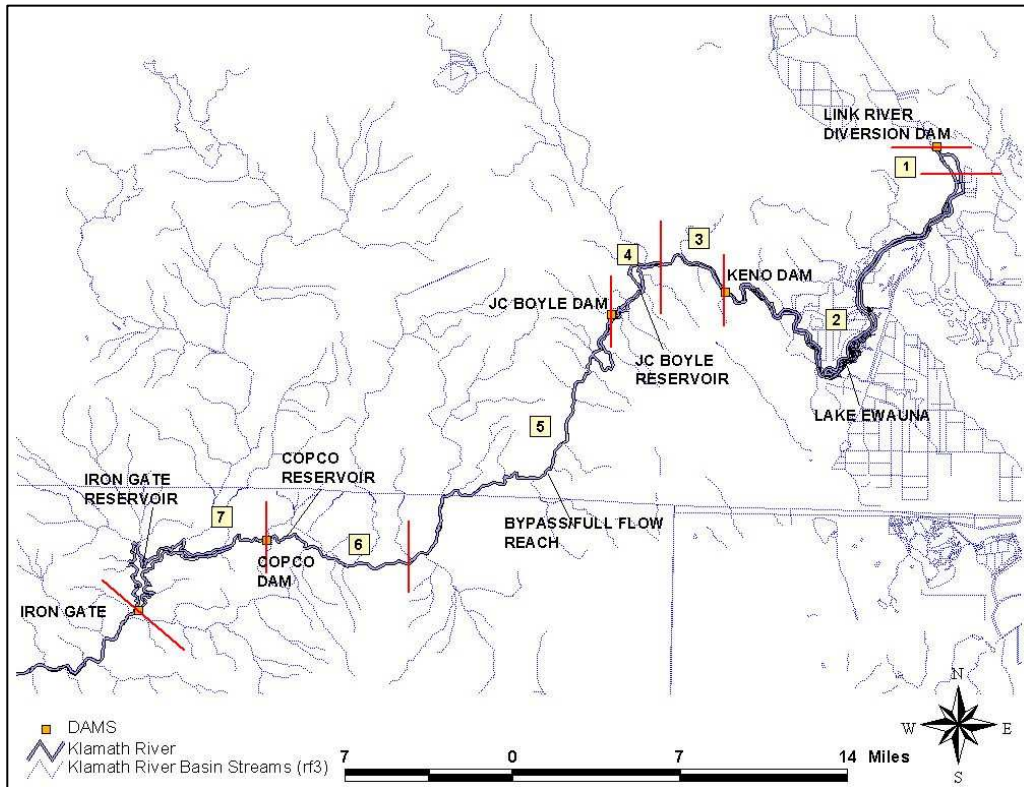 LINK RIVER
DIVERSION DAM
1
3
4
KENO DAM
JC BOYLE DAM
2
JC BOYLE
RESERVOIR
LAKE EWAUNA
5
COPCO
RESERVOIR
IRON GATE
RESERVOIR
7
BYPASS/FULL FLOW
REACH
6
COPCO
DAM
IRON GATE
DAMS
Klamath River
Klamath River Basin Streams (rf3)
7 0 7 14 Miles
N
W E
S